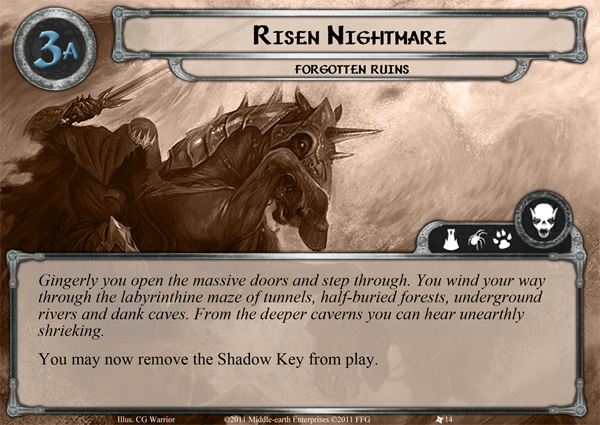 3A
RISEN NIGHTMARE
FORGOTTEN RUINS
Gingerly you open the massive doors and step through. You wind your way
through the labyrinthine maze of tunnels, half-buried forests, underground
rivers and dank caves. From the deeper caverns you can hear unearthly
shrieking.
You may now remove the Shadow Key from play.
Illus. CG Warrior ©2011 Middle-earth Enterprises ©2011 FFG 14